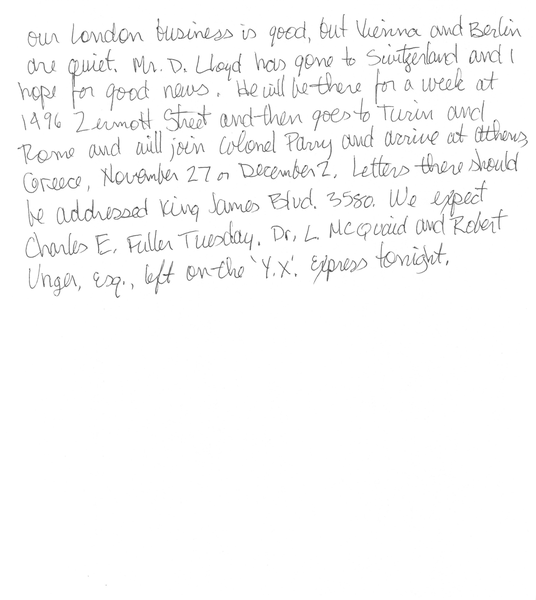 our London business is good, but Vienna and Berlin
are quiet. Mr. D. Lloyd has gone to Switzerland and I
hope for good news. He will be there for a week at
1496 Zermott Street and then goes to Turin and
Rome and will join Colonel Parry and arrive at Athens,
Greece, November 27 or December 2. Letters there should
be addressed King James Blvd. 3580. We expect
Charles E. Fuller Tuesday. Dr. L. McQuaid and Robert
Unger, Esq., left on the 'Y.X'. Express tonight.